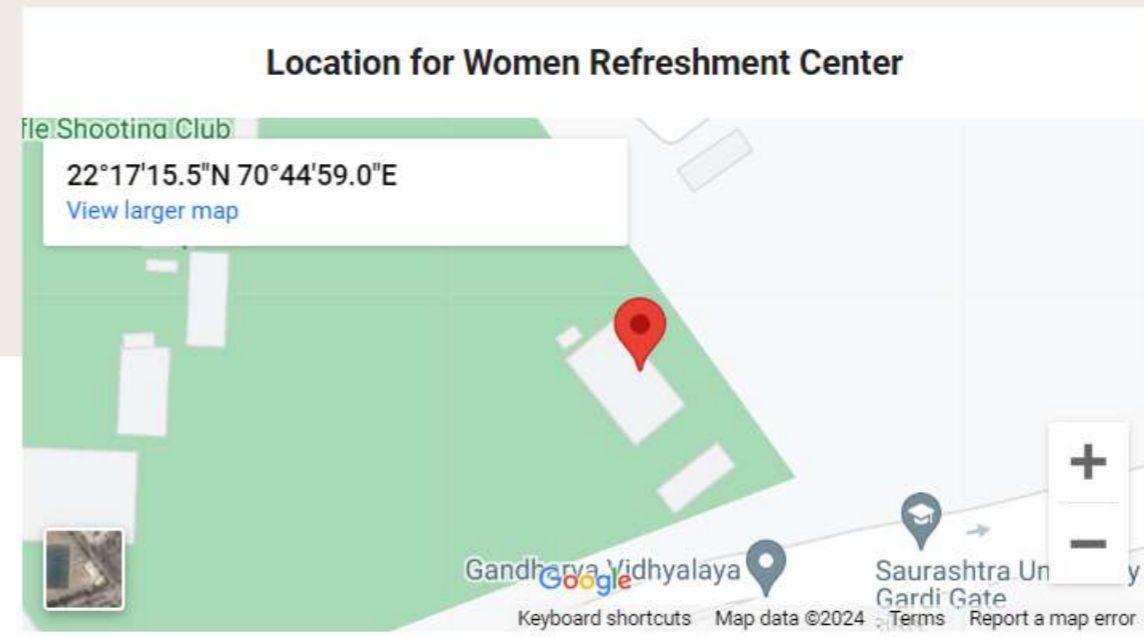 Location for Women Refreshment Center
fle Shooting Club
22°17'15.5"N 70°44'59.0"E
View larger map
Gandharva Vidhyalaya
Google
Saurashtra Un y
Gardi Gate
Keyboard shortcuts Map data ©2024 Terms Report a map error